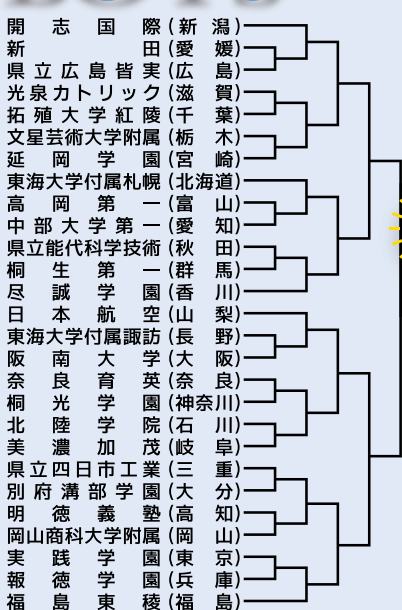 開志国際(新潟)
新田(愛媛)
県立広島皆実(広島)
光泉カトリック(滋賀)
拓殖大学紅陵(千葉)
文星芸術大学附属(栃木)
延岡学園(宮崎)
東海大学付属札幌(北海道)
高岡第一(富山)
中部大学第一(愛知)
県立能代科学技術(秋田)
桐生第一(群馬)
尽誠学園(香川)
日本航空(山梨)
東海大学付属諏訪(長野)
阪南大学(大阪)
奈良育英(奈良)
桐光学園(神奈川)
北陸学院(石川)
美濃加茂(岐阜)
県立四日市工業(三重)
別府溝部学園(大分)
明徳義塾(高知)
岡山商科大学附属(岡山)
実践学園(東京)
報徳学園(兵庫)
福島東稜(福島)